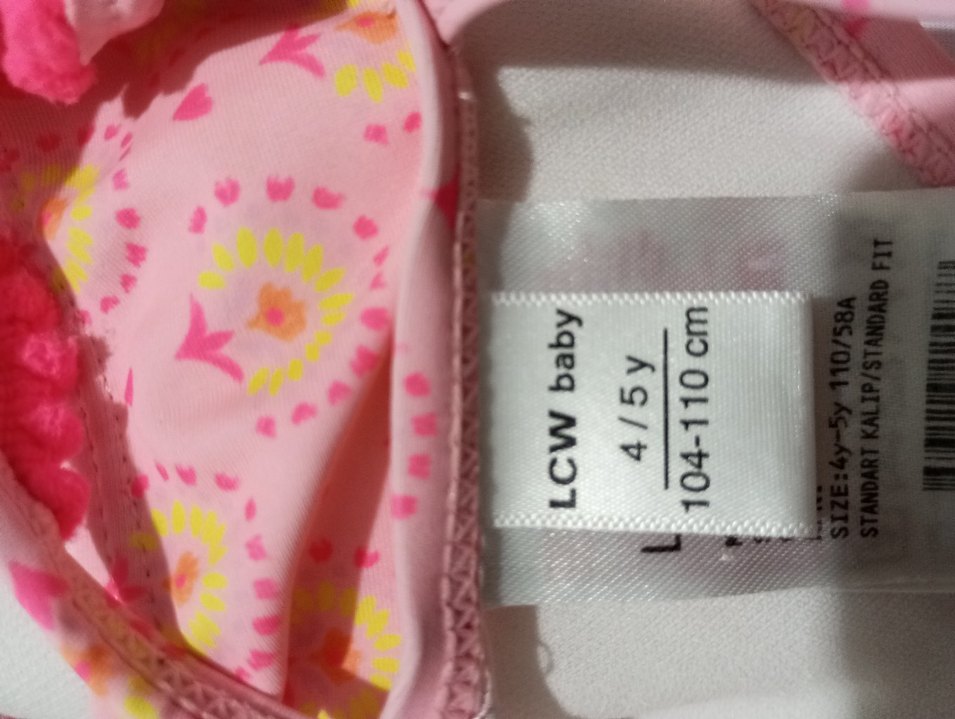 LCW baby
4/5 y
104-110 cm
SIZE:4y-5y 110/58A
STANDART KALIP/STANDARD FIT